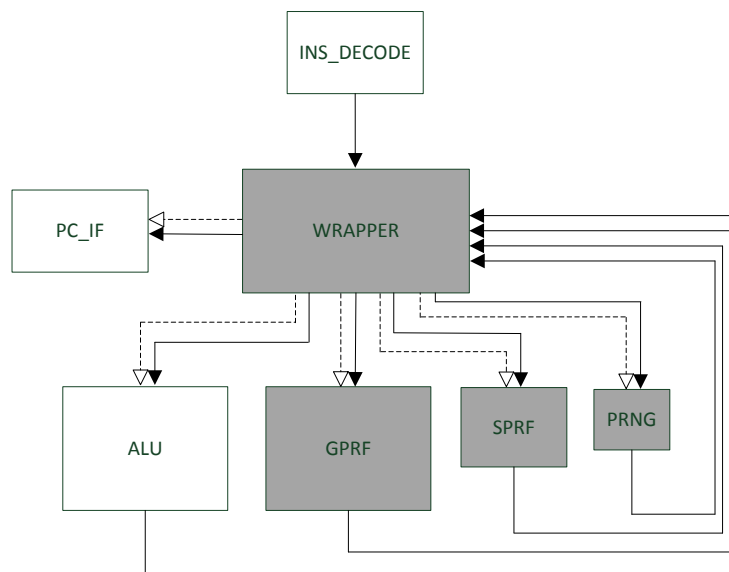 INS_DECODE
PC_IF
WRAPPER
ALU
GPRF
SPRF
PRNG